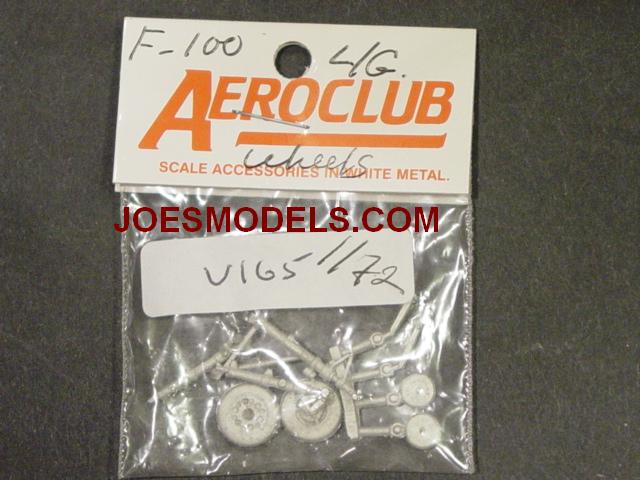 F-100 L/G.
AEROCLUB
wheels
SCALE ACCESSORIES IN WHITE METAL.
JOESMODELS.COM
V165 1/72